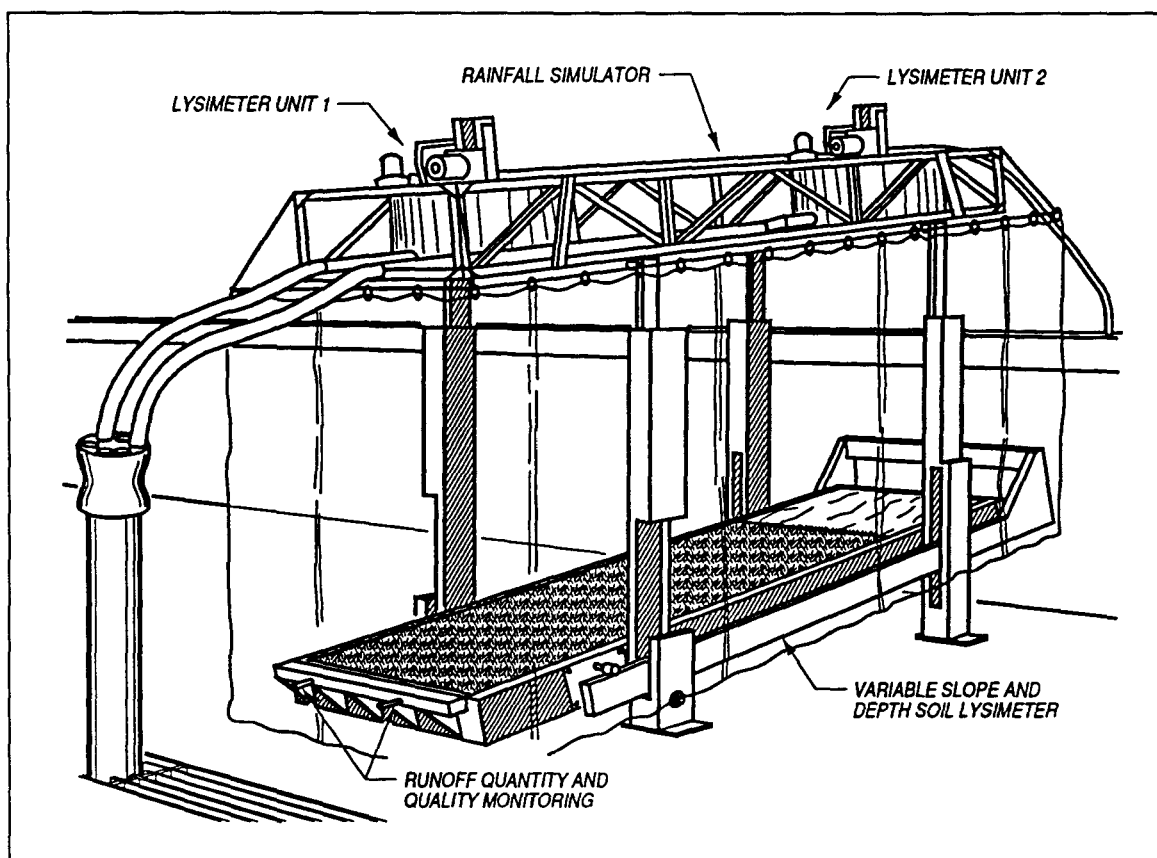 RAINFALL SIMULATOR
LYSIMETER UNIT 2
LYSIMETER UNIT 1
VARIABLE SLOPE AND
DEPTH SOIL LYSIMETER
RUNOFF QUANTITY AND
QUALITY MONITORING